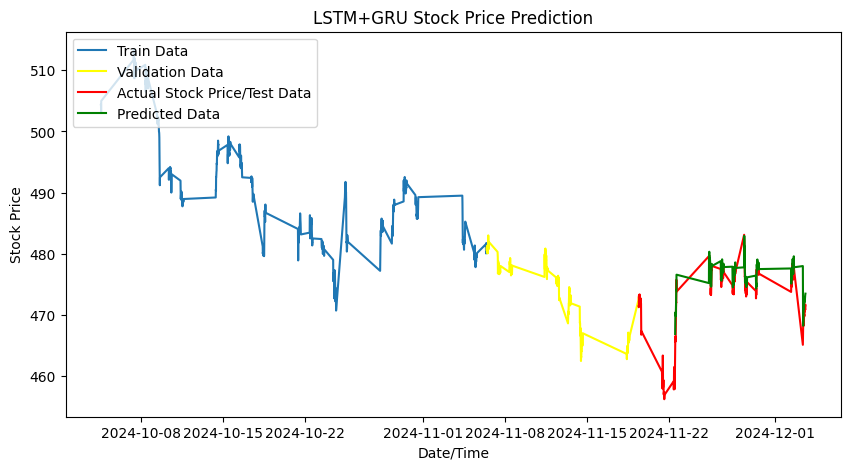 LSTM+GRU Stock Price Prediction
Train Data
Validation Data
Actual Stock Price/Test Data
Predicted Data
Stock Price
510
500
490
480
470
460
2024-10-08 2024-10-15 2024-10-22 2024-11-01 2024-11-08 2024-11-15 2024-11-22 2024-12-01
Date/Time